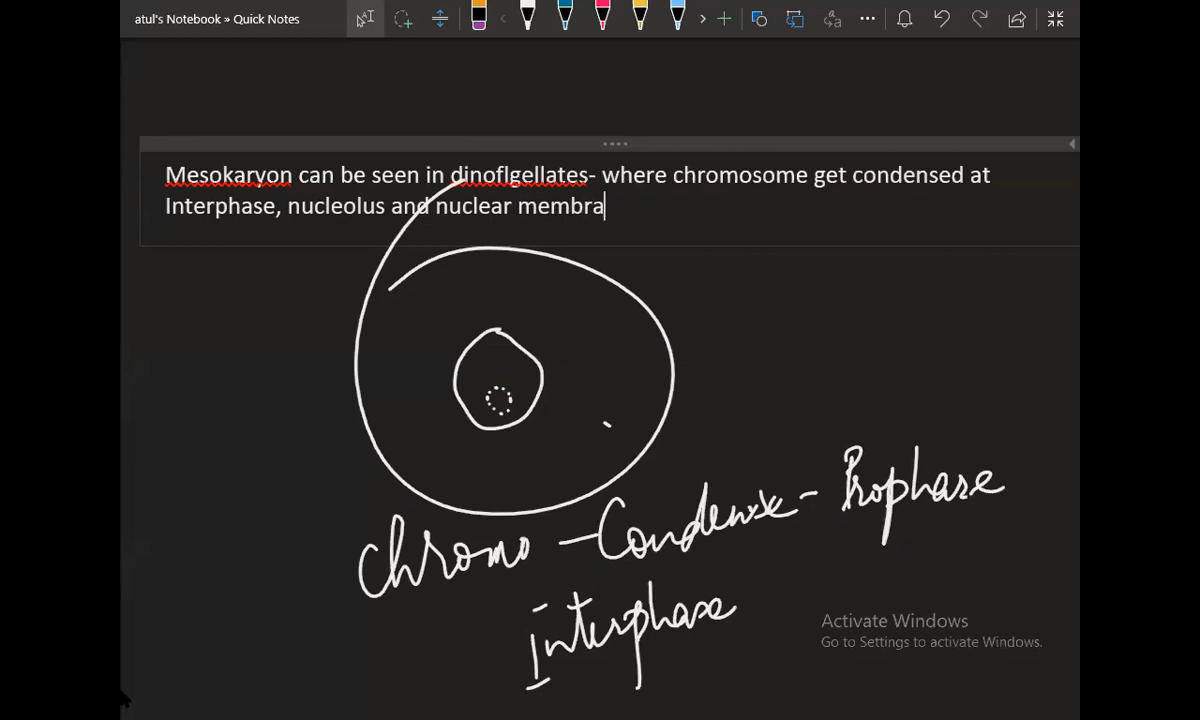 atul's Notebook » Quick Notes
Mesokaryon can be seen in dinoflgellates- where chromosome get condensed at
Interphase, nucleolus and nuclear membra
Chromo - Condense - Prophase
Interphase
Activate Windows
Go to Settings to activate Windows.